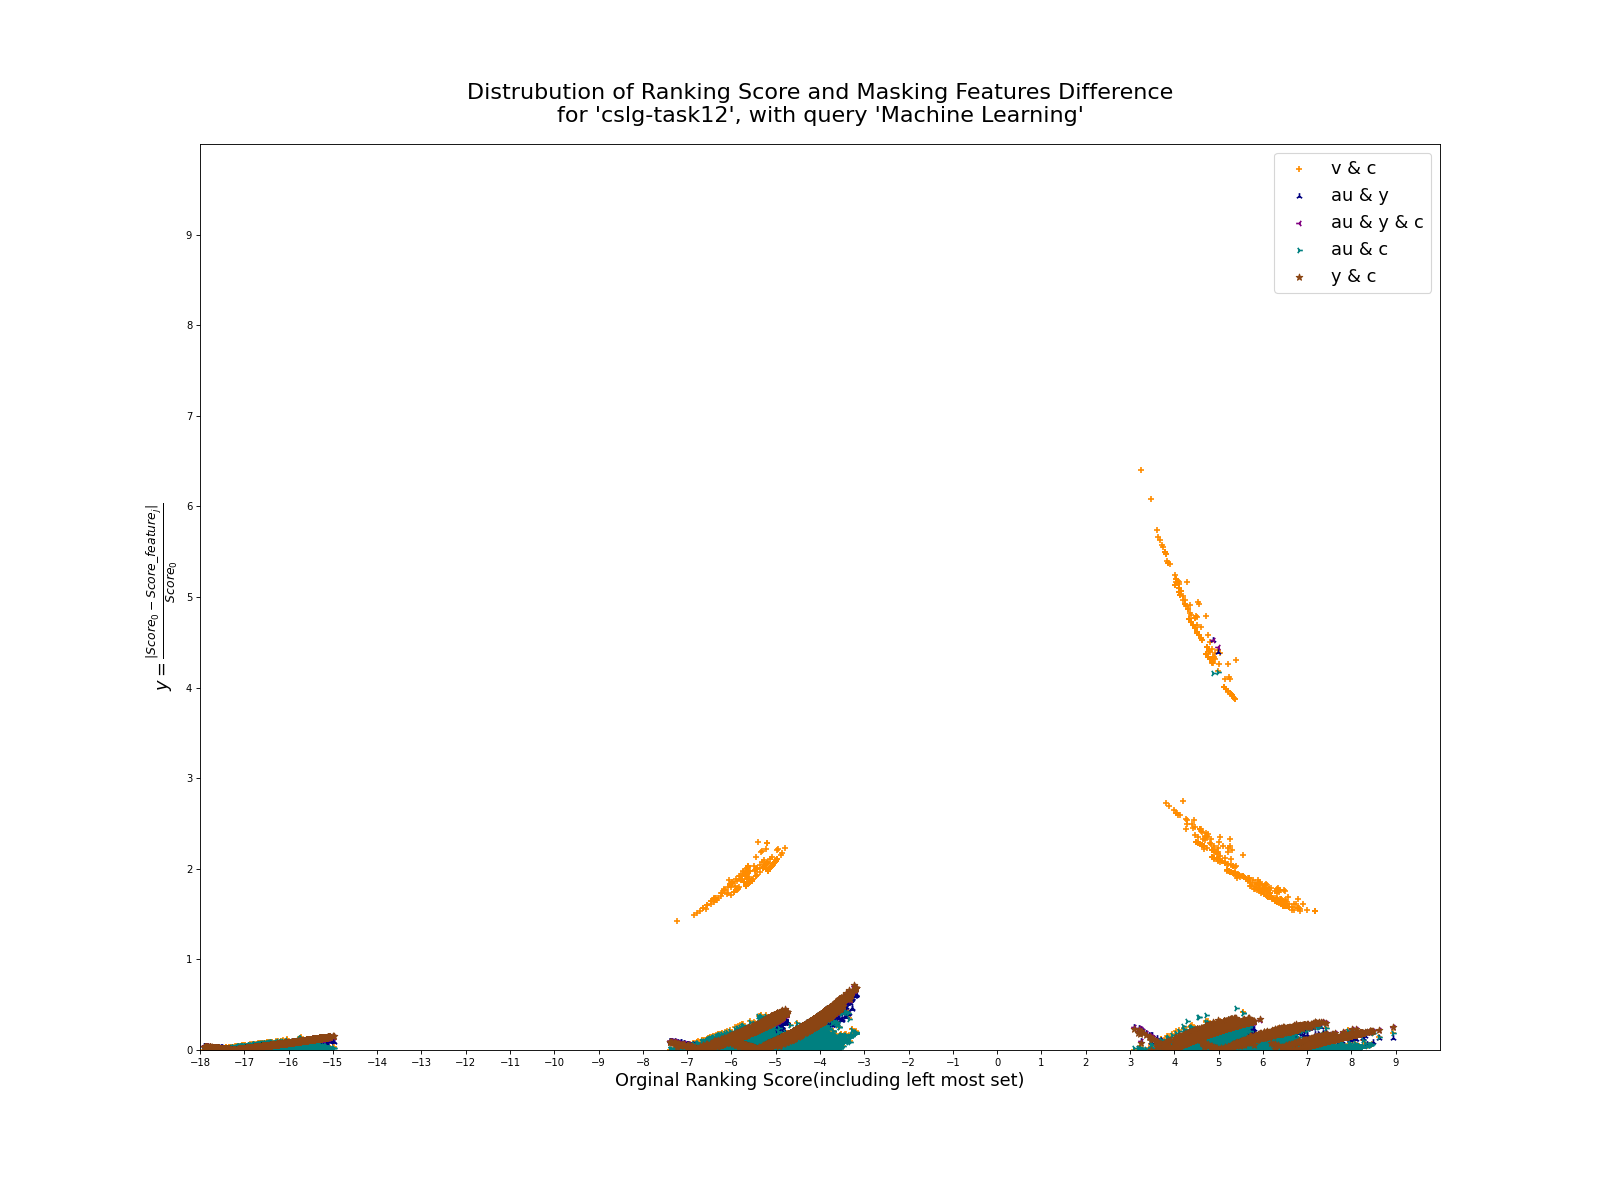 Distrubution of Ranking Score and Masking Features Difference
for 'cslg-task12', with query 'Machine Learning'
v & c
au & y
au & y & c
au & c
y & c
9
8
7
6
5
4
3
2
1
0
y = |Score_0 − Score_feature_j| / Score_0
−18 −17 −16 −15 −14 −13 −12 −11 −10 −9 −8 −7 −6 −5 −4 −3 −2 −1 0 1 2 3 4 5 6 7 8 9
Orginal Ranking Score(including left most set)